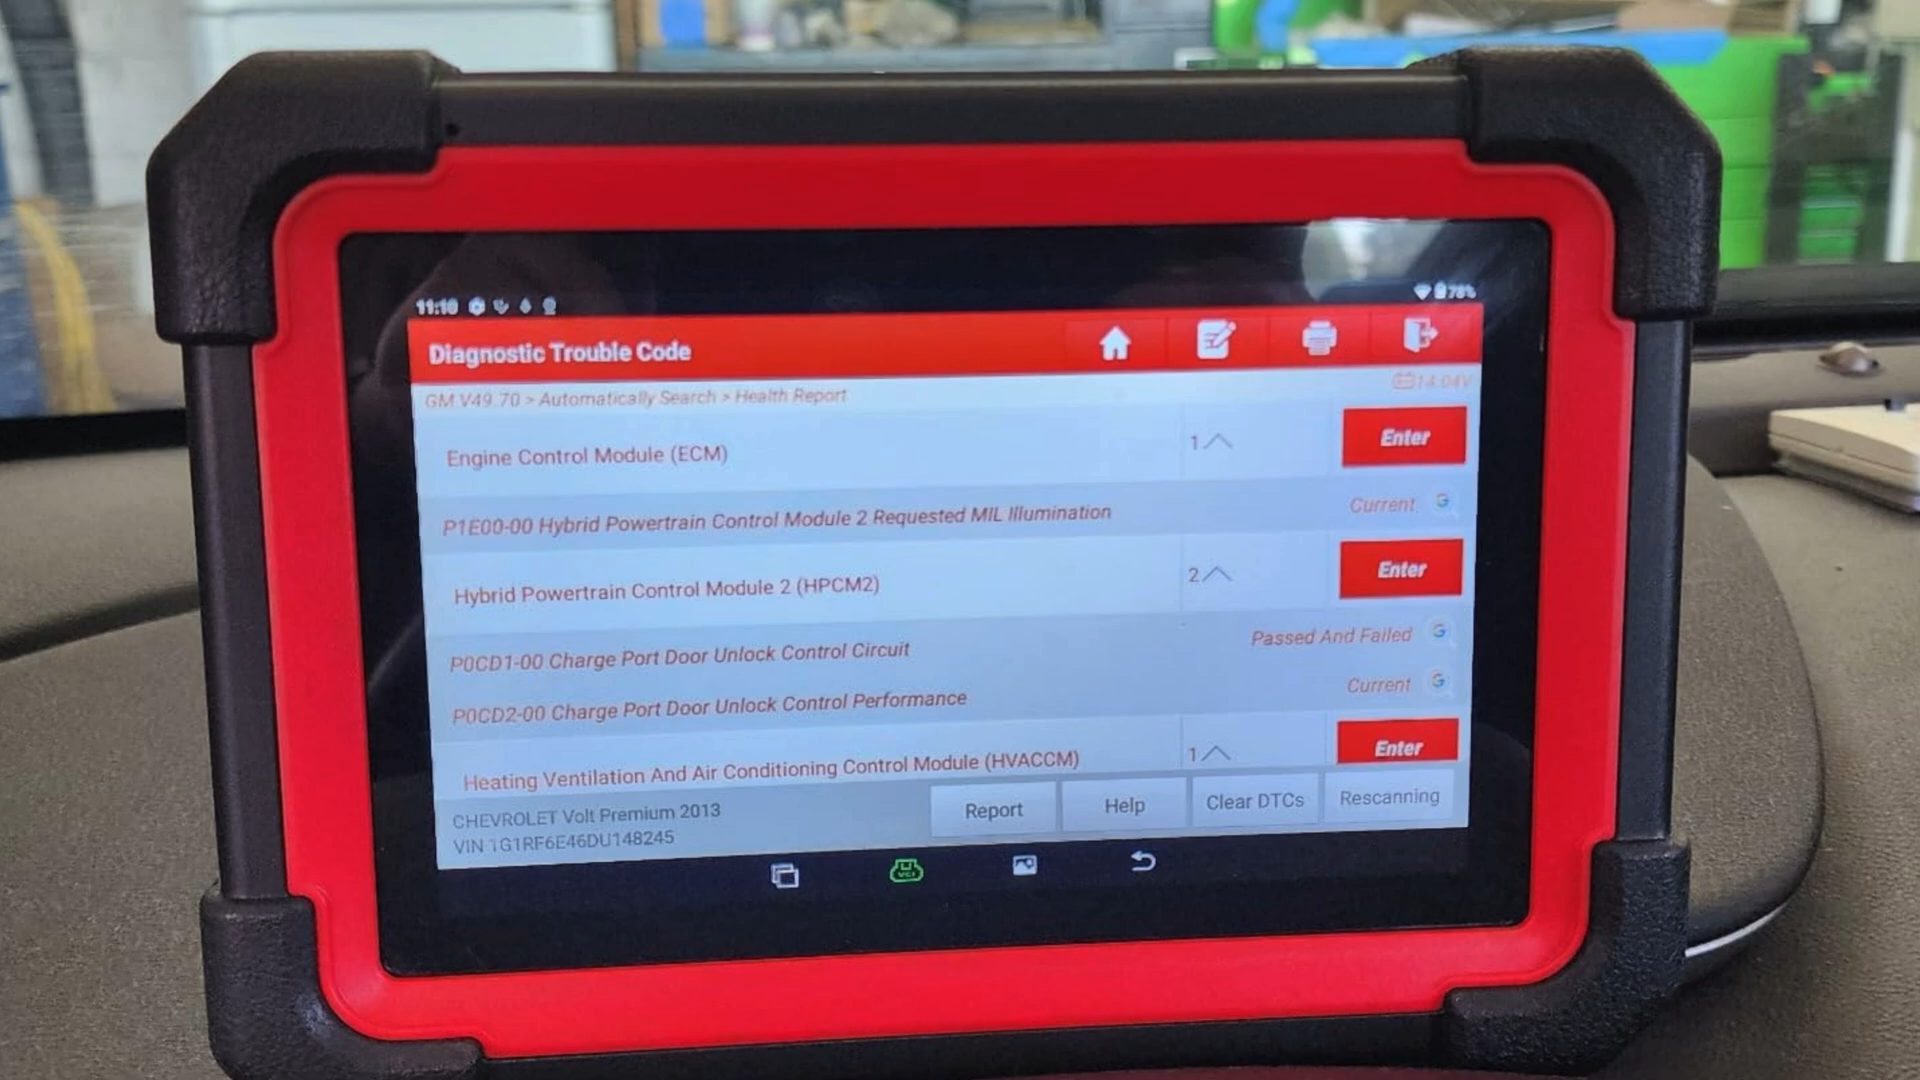 11:10
78%
Diagnostic Trouble Code
14.04V
GM V49.70 > Automatically Search > Health Report
Engine Control Module (ECM)
1
Enter
P1E00-00 Hybrid Powertrain Control Module 2 Requested MIL Illumination
Current
Hybrid Powertrain Control Module 2 (HPCM2)
2
Enter
P0CD1-00 Charge Port Door Unlock Control Circuit
Passed And Failed
P0CD2-00 Charge Port Door Unlock Control Performance
Current
Heating Ventilation And Air Conditioning Control Module (HVACCM)
1
Enter
CHEVROLET Volt Premium 2013
VIN 1G1RF6E46DU148245
Report
Help
Clear DTCs
Rescanning
VCI